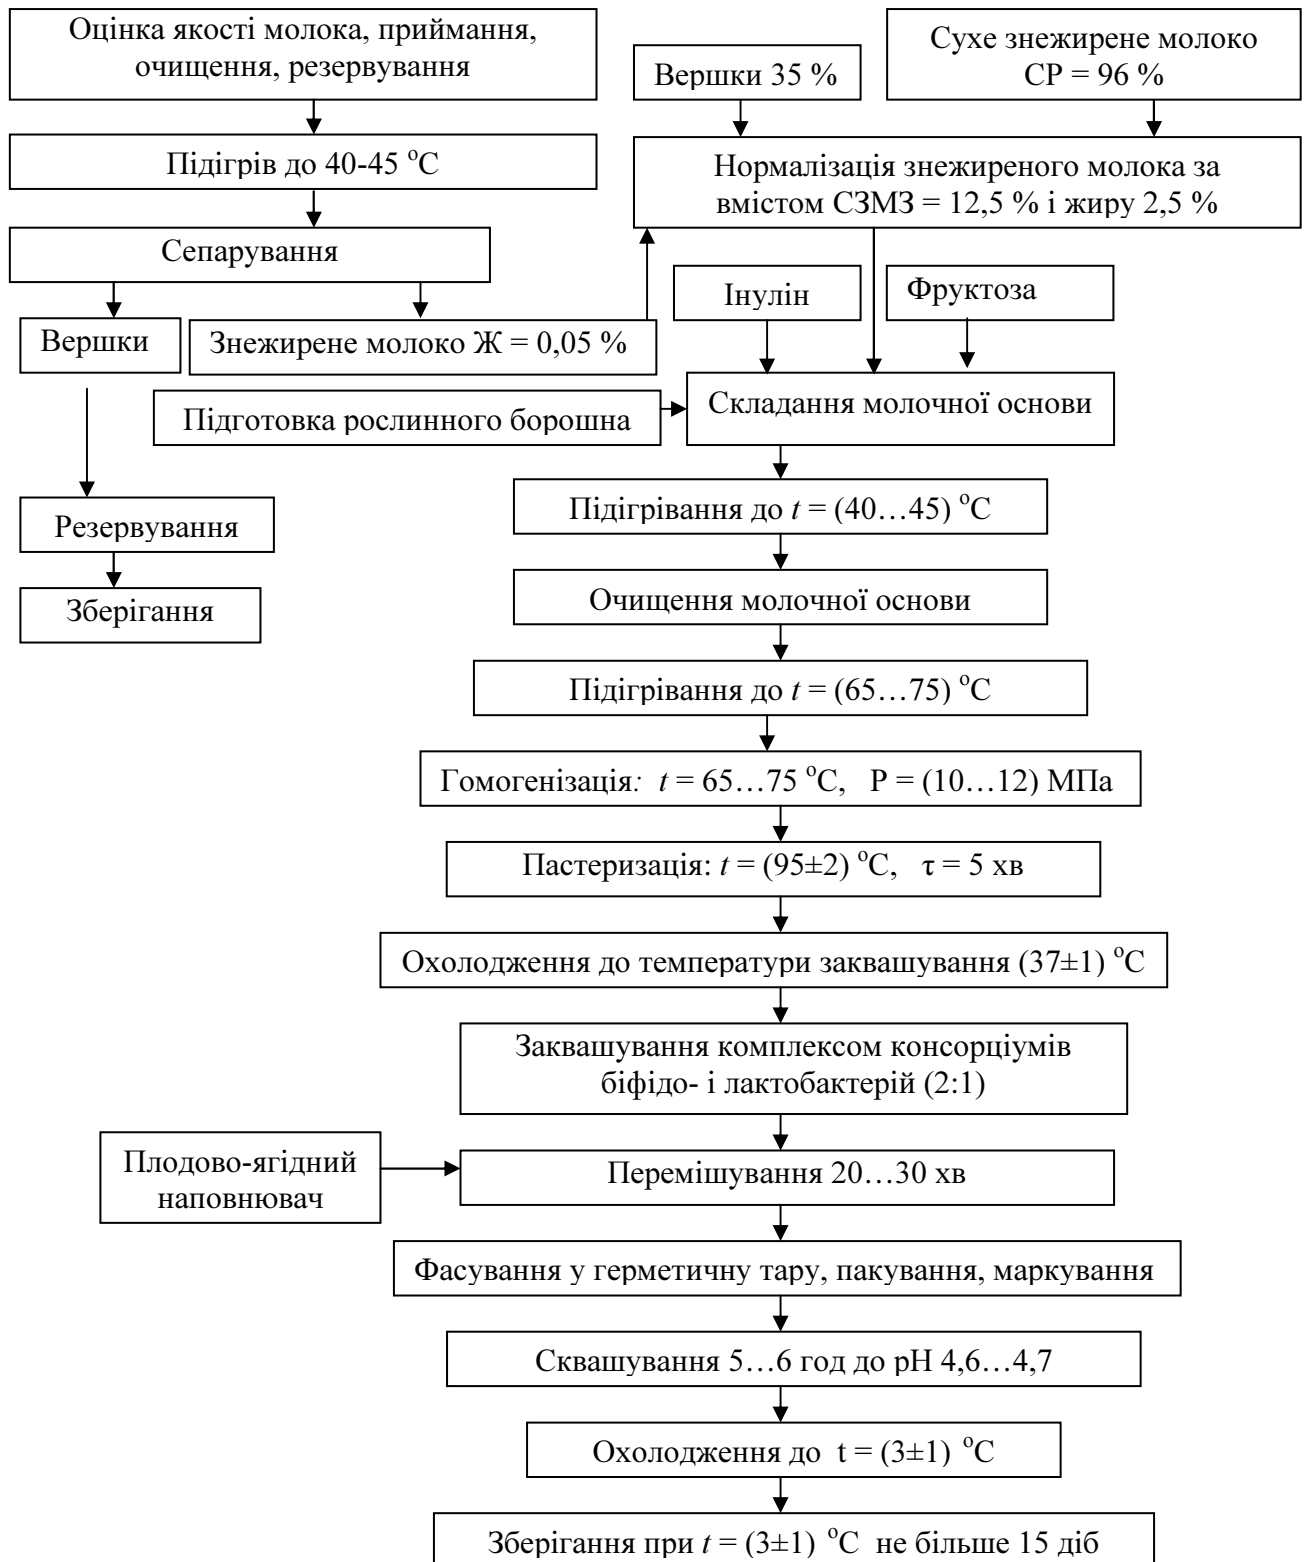 Оцінка якості молока, приймання,
очищення, резервування
Підігрів до 40-45 °С
Сепарування
Вершки
Знежирене молоко Ж = 0,05 %
Резервування
Зберігання
Вершки 35 %
Сухе знежирене молоко
СР = 96 %
Нормалізація знежиреного молока за
вмістом СЗМЗ = 12,5 % і жиру 2,5 %
Інулін
Фруктоза
Підготовка рослинного борошна
Складання молочної основи
Підігрівання до t = (40…45) °С
Очищення молочної основи
Підігрівання до t = (65…75) °С
Гомогенізація: t = 65…75 °С, Р = (10…12) МПа
Пастеризація: t = (95±2) °С, τ = 5 хв
Охолодження до температури заквашування (37±1) °С
Заквашування комплексом консорціумів
біфідо- і лактобактерій (2:1)
Плодово-ягідний
наповнювач
Перемішування 20…30 хв
Фасування у герметичну тару, пакування, маркування
Сквашування 5…6 год до рН 4,6…4,7
Охолодження до t = (3±1) °С
Зберігання при t = (3±1) °С не більше 15 діб